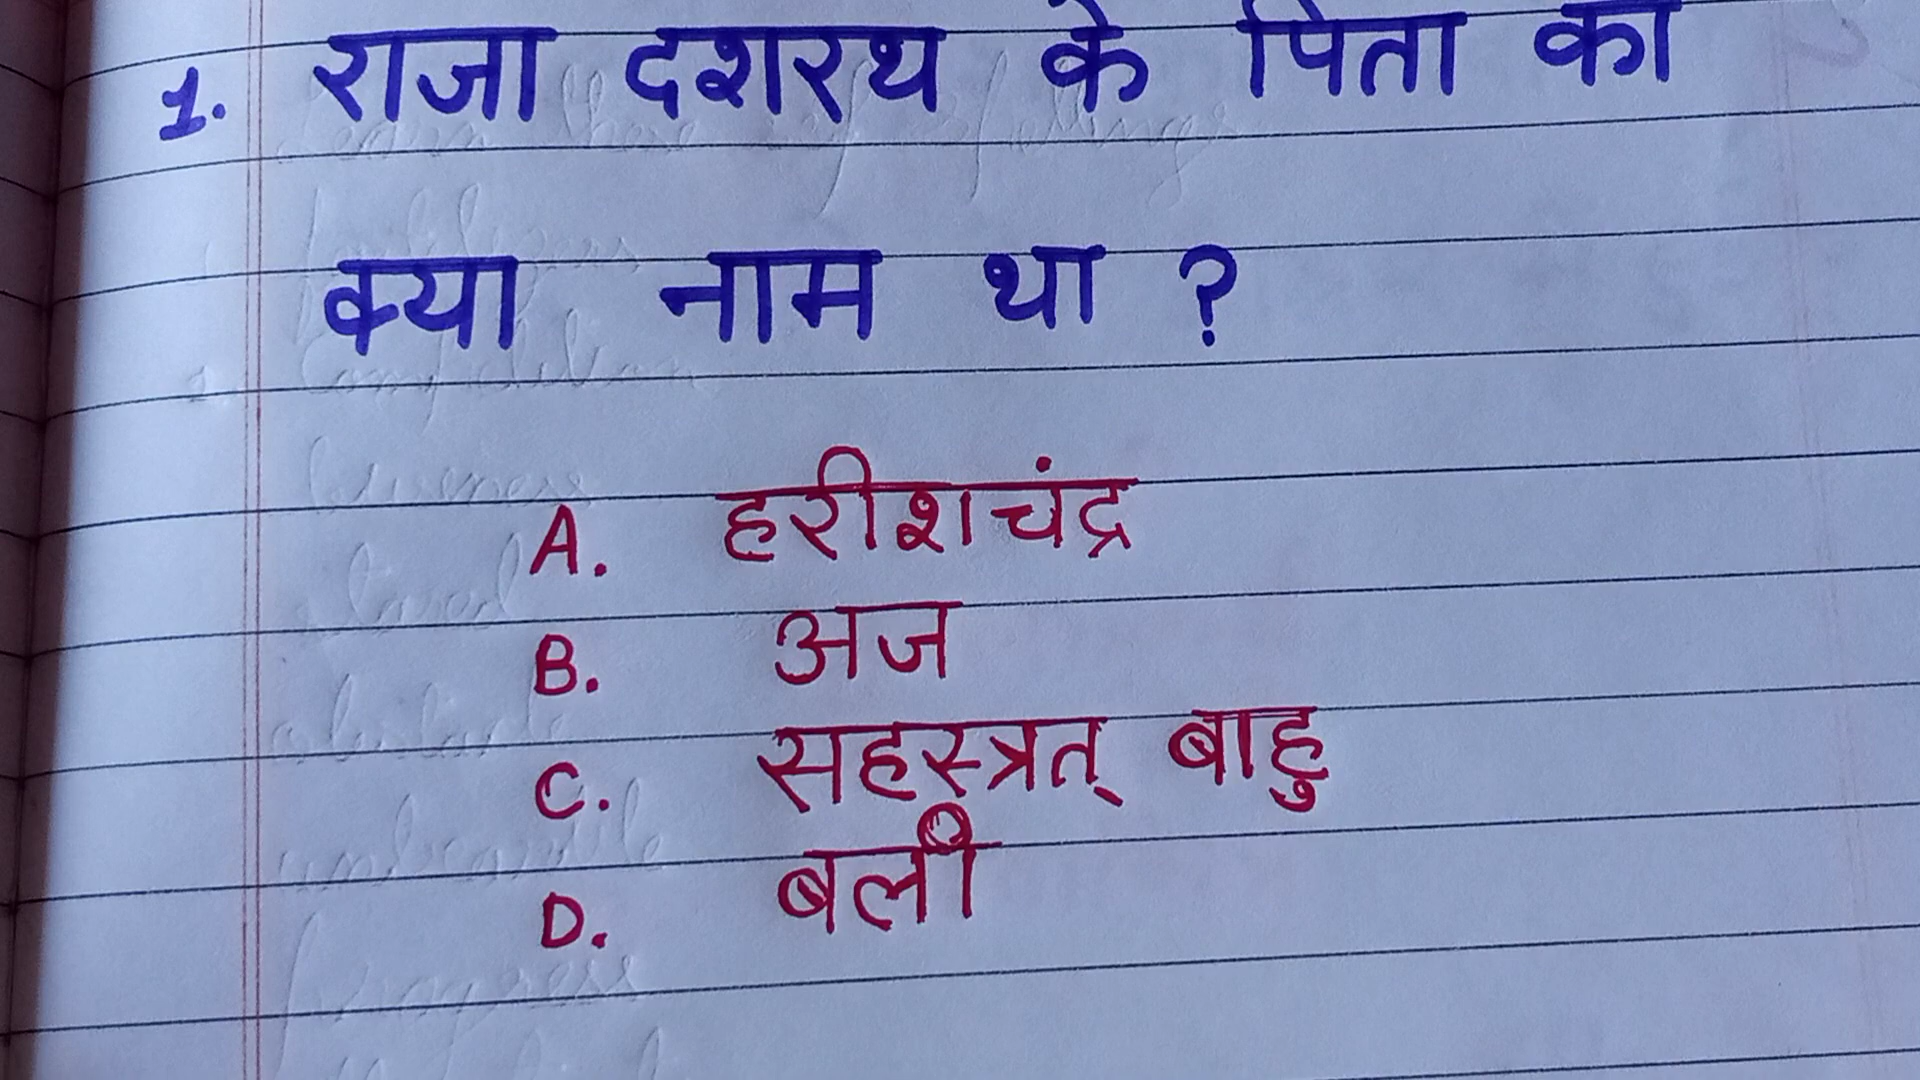 1. राजा दशरथ के पिता का
क्या नाम था ?
A. हरीशचंद्र
B. अज
C. सहस्त्रत् बाहु
D. बली